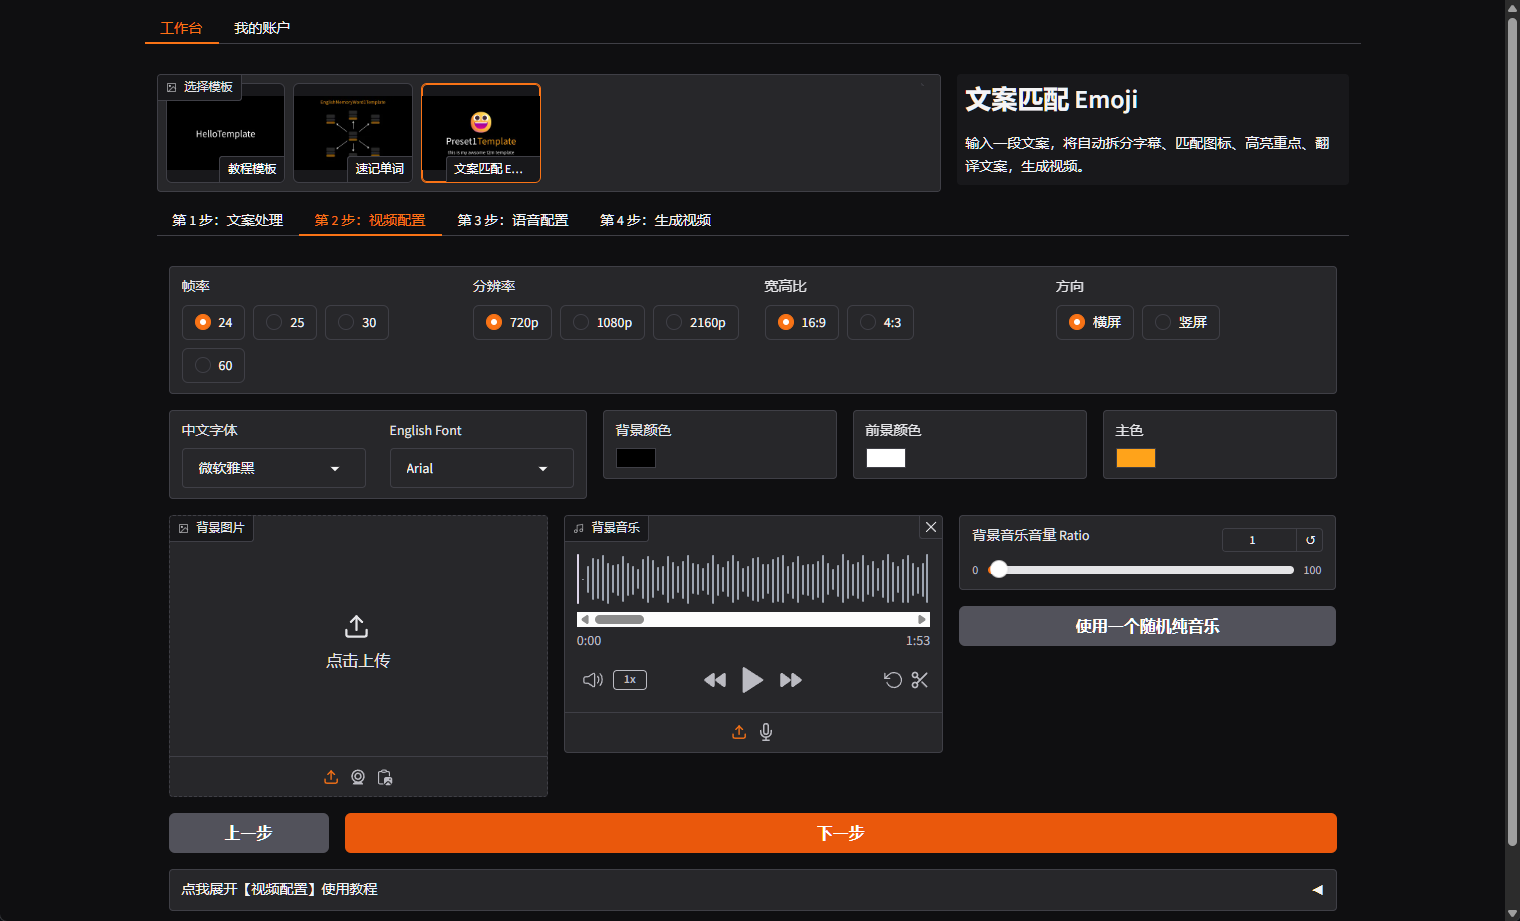 工作台
我的账户
选择模板
HelloTemplate
教程模板
EnglishMemoryWord1Template
速记单词
Preset1Template
this is my awsome Qin template
文案匹配 E...
文案匹配 Emoji
输入一段文案，将自动拆分字幕、匹配图标、高亮重点、翻
译文案，生成视频。
第 1 步：文案处理
第 2 步：视频配置
第 3 步：语音配置
第 4 步：生成视频
帧率
24
25
30
60
分辨率
720p
1080p
2160p
宽高比
16:9
4:3
方向
横屏
竖屏
中文字体
微软雅黑
English Font
Arial
背景颜色
前景颜色
主色
背景图片
点击上传
背景音乐
0:00
1:53
1x
背景音乐音量 Ratio
1
0
100
使用一个随机纯音乐
上一步
下一步
点我展开【视频配置】使用教程